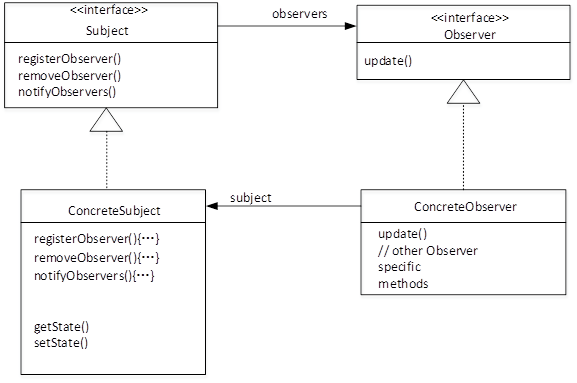 <<interface>>
Subject
registerObserver()
removeObserver()
notifyObservers()
observers
<<interface>>
Observer
update()
ConcreteSubject
registerObserver(){⋯}
removeObserver(){⋯}
notifyObservers(){⋯}
getState()
setState()
subject
ConcreteObserver
update()
// other Observer
specific
methods